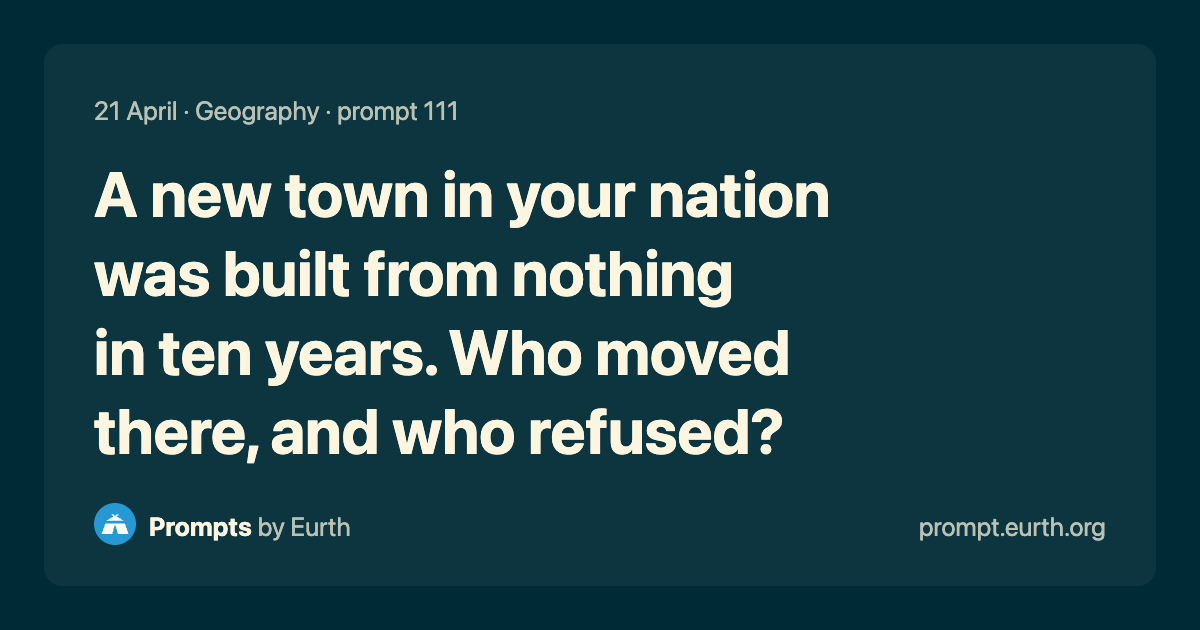 21 April · Geography · prompt 111
A new town in your nation
was built from nothing
in ten years. Who moved
there, and who refused?
Prompts by Eurth
prompt.eurth.org